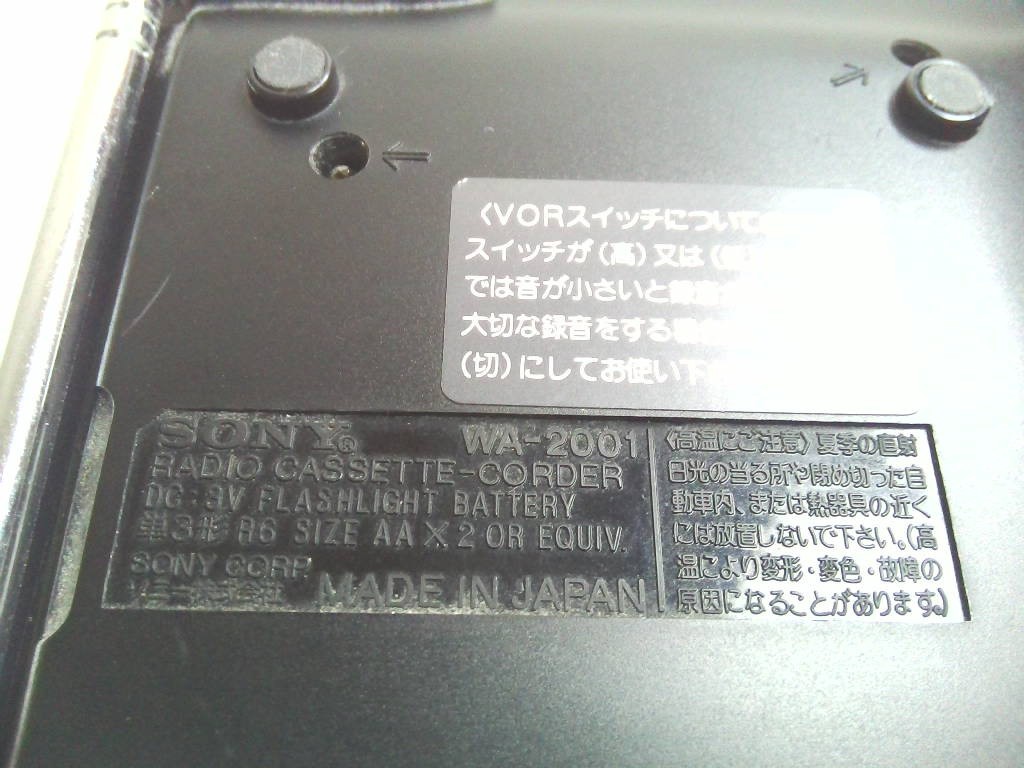 〈VORスイッチについて
スイッチが(高)又は(
では音が小さいと録音
大切な録音をする
(切)にしてお使い下
SONY® WA-2001
RADIO CASSETTE-CORDER
DC: 3V FLASHLIGHT BATTERY
単3形 R6 SIZE AA × 2 OR EQUIV.
SONY CORP.
ソニー株式会社 MADE IN JAPAN
〈高温にご注意〉夏季の直射
日光の当る所や閉め切った自
動車内、または熱器具の近く
には放置しないで下さい。(高
温により変形・変色・故障の
原因になることがあります。)